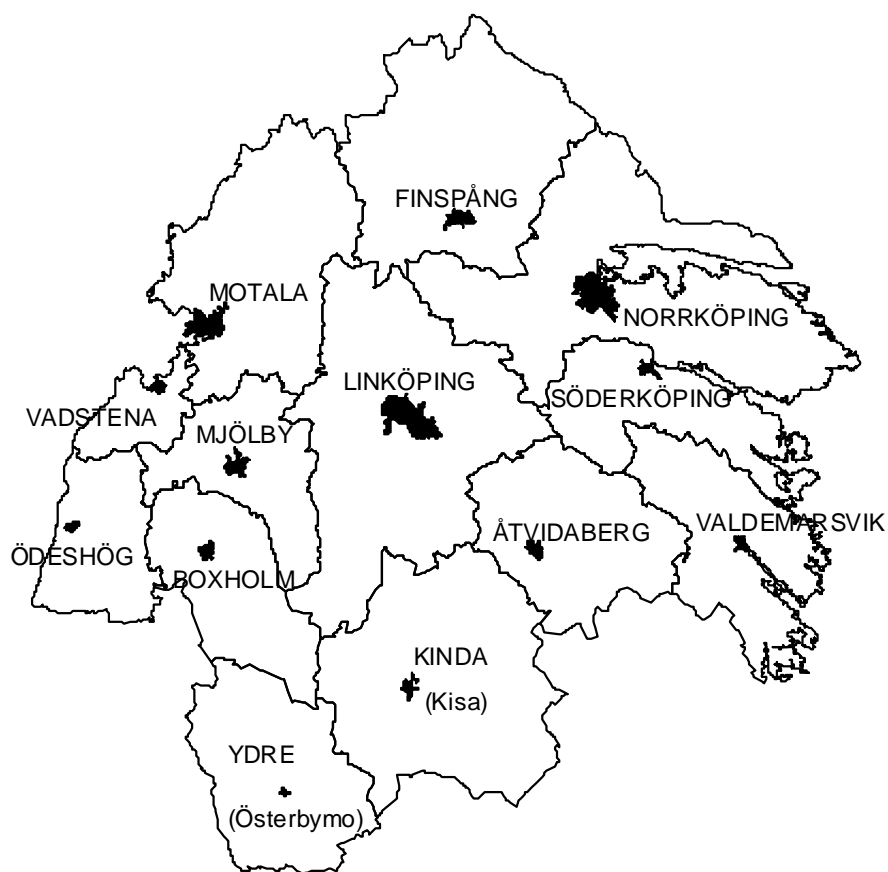 FINSPÅNG
MOTALA
NORRKÖPING
LINKÖPING
SÖDERKÖPING
VADSTENA
MJÖLBY
VALDEMARSVIK
ÅTVIDABERG
ÖDESHÖG
BOXHOLM
KINDA
(Kisa)
YDRE
(Österbymo)